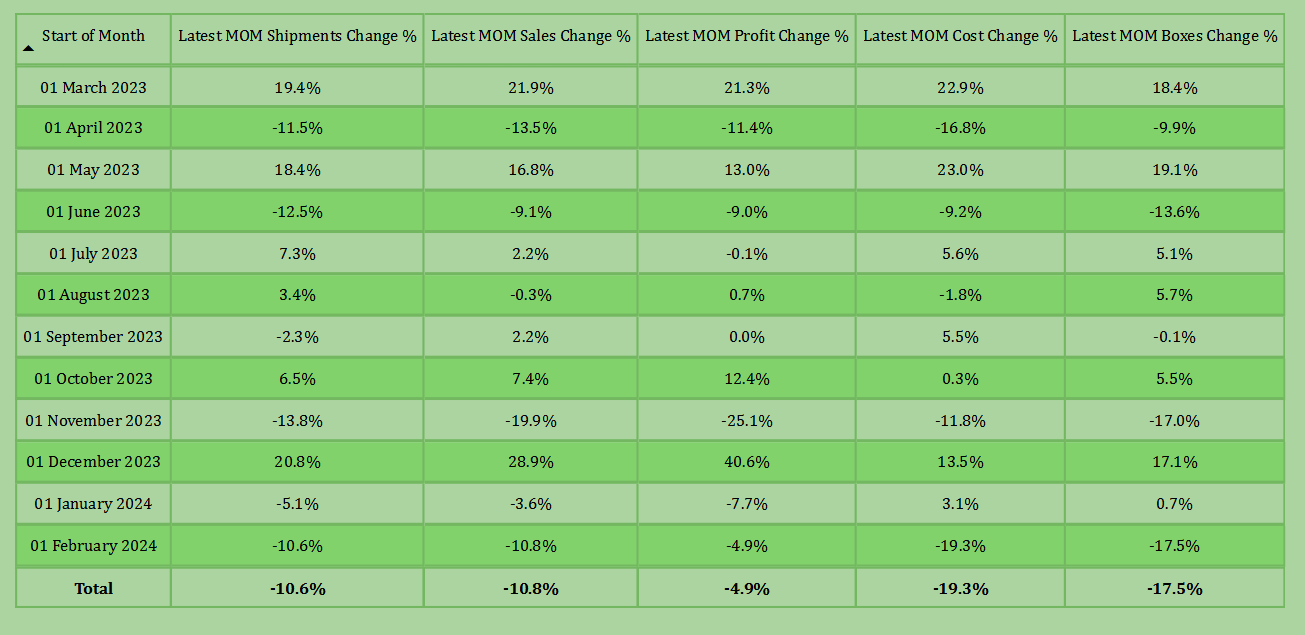 Start of Month Latest MOM Shipments Change % Latest MOM Sales Change % Latest MOM Profit Change % Latest MOM Cost Change % Latest MOM Boxes Change %
01 March 2023 19.4% 21.9% 21.3% 22.9% 18.4%
01 April 2023 -11.5% -13.5% -11.4% -16.8% -9.9%
01 May 2023 18.4% 16.8% 13.0% 23.0% 19.1%
01 June 2023 -12.5% -9.1% -9.0% -9.2% -13.6%
01 July 2023 7.3% 2.2% -0.1% 5.6% 5.1%
01 August 2023 3.4% -0.3% 0.7% -1.8% 5.7%
01 September 2023 -2.3% 2.2% 0.0% 5.5% -0.1%
01 October 2023 6.5% 7.4% 12.4% 0.3% 5.5%
01 November 2023 -13.8% -19.9% -25.1% -11.8% -17.0%
01 December 2023 20.8% 28.9% 40.6% 13.5% 17.1%
01 January 2024 -5.1% -3.6% -7.7% 3.1% 0.7%
01 February 2024 -10.6% -10.8% -4.9% -19.3% -17.5%
Total -10.6% -10.8% -4.9% -19.3% -17.5%